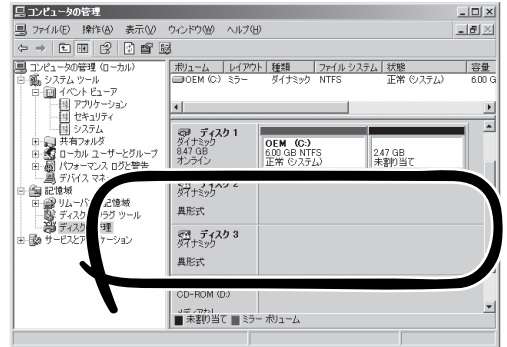 コンピュータの管理
ファイル(F) 操作(A) 表示(V) ウィンドウ(W) ヘルプ(H)
コンピュータの管理 (ローカル)
システム ツール
イベント ビューア
アプリケーション
セキュリティ
システム
共有フォルダ
ローカル ユーザーとグループ
パフォーマンス ログと警告
デバイス マネ
記憶域
リムーバ 記憶域
ディスク ラグ ツール
ディスク 理
サービスとア ケーション
ボリューム レイアウト 種類 ファイル システム 状態 容量
OEM (C:) ミラー ダイナミック NTFS 正常 (システム) 6.00 G
ディスク 1
ダイナミック
8.47 GB
オンライン
OEM (C:)
6.00 GB NTFS
正常 (システム)
2.47 GB
未割り当て
ディスク 2
ダイナミック
異形式
ディスク 3
ダイナミック
異形式
CD-ROM (D:)
未割り当て ミラー ボリューム